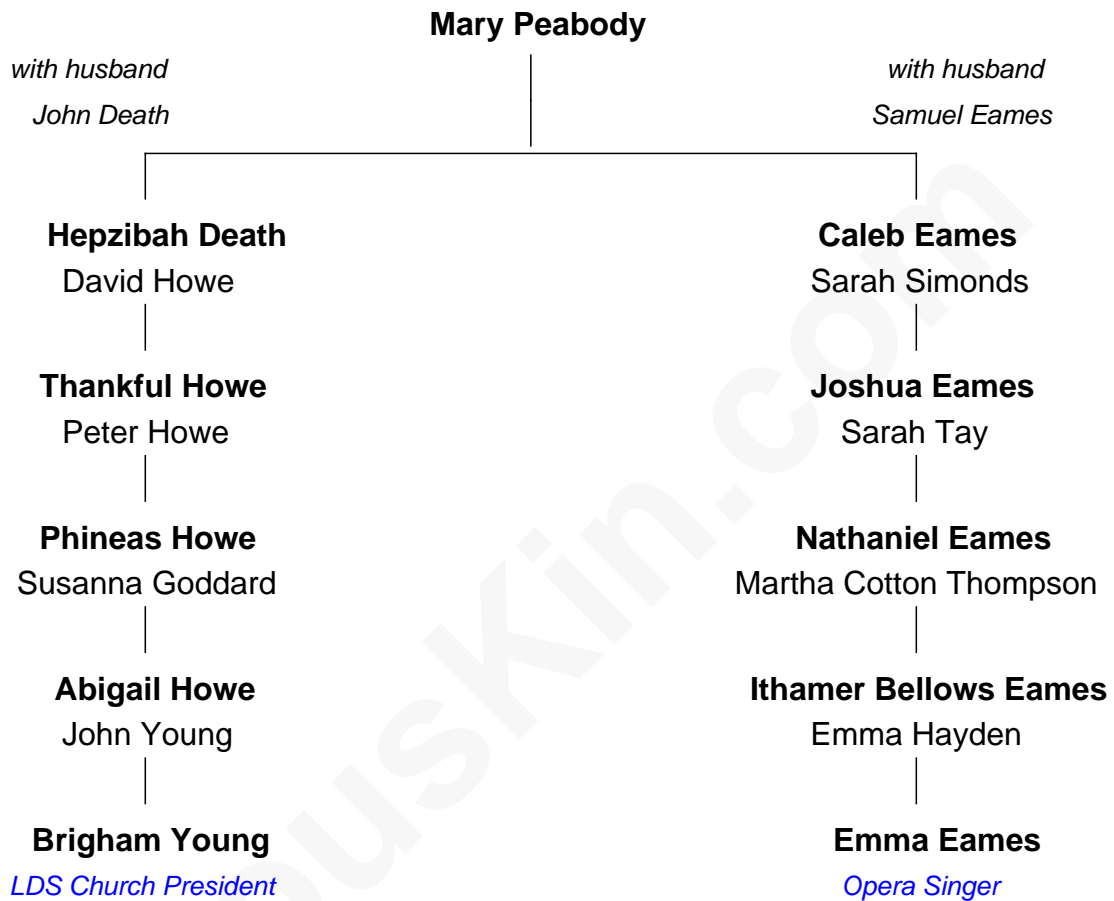 Mary Peabody
with husband
John Death
with husband
Samuel Eames
Hepzibah Death
David Howe
Caleb Eames
Sarah Simonds
Thankful Howe
Peter Howe
Joshua Eames
Sarah Tay
Phineas Howe
Susanna Goddard
Nathaniel Eames
Martha Cotton Thompson
Abigail Howe
John Young
Ithamer Bellows Eames
Emma Hayden
Brigham Young
LDS Church President
Emma Eames
Opera Singer
usKin.com